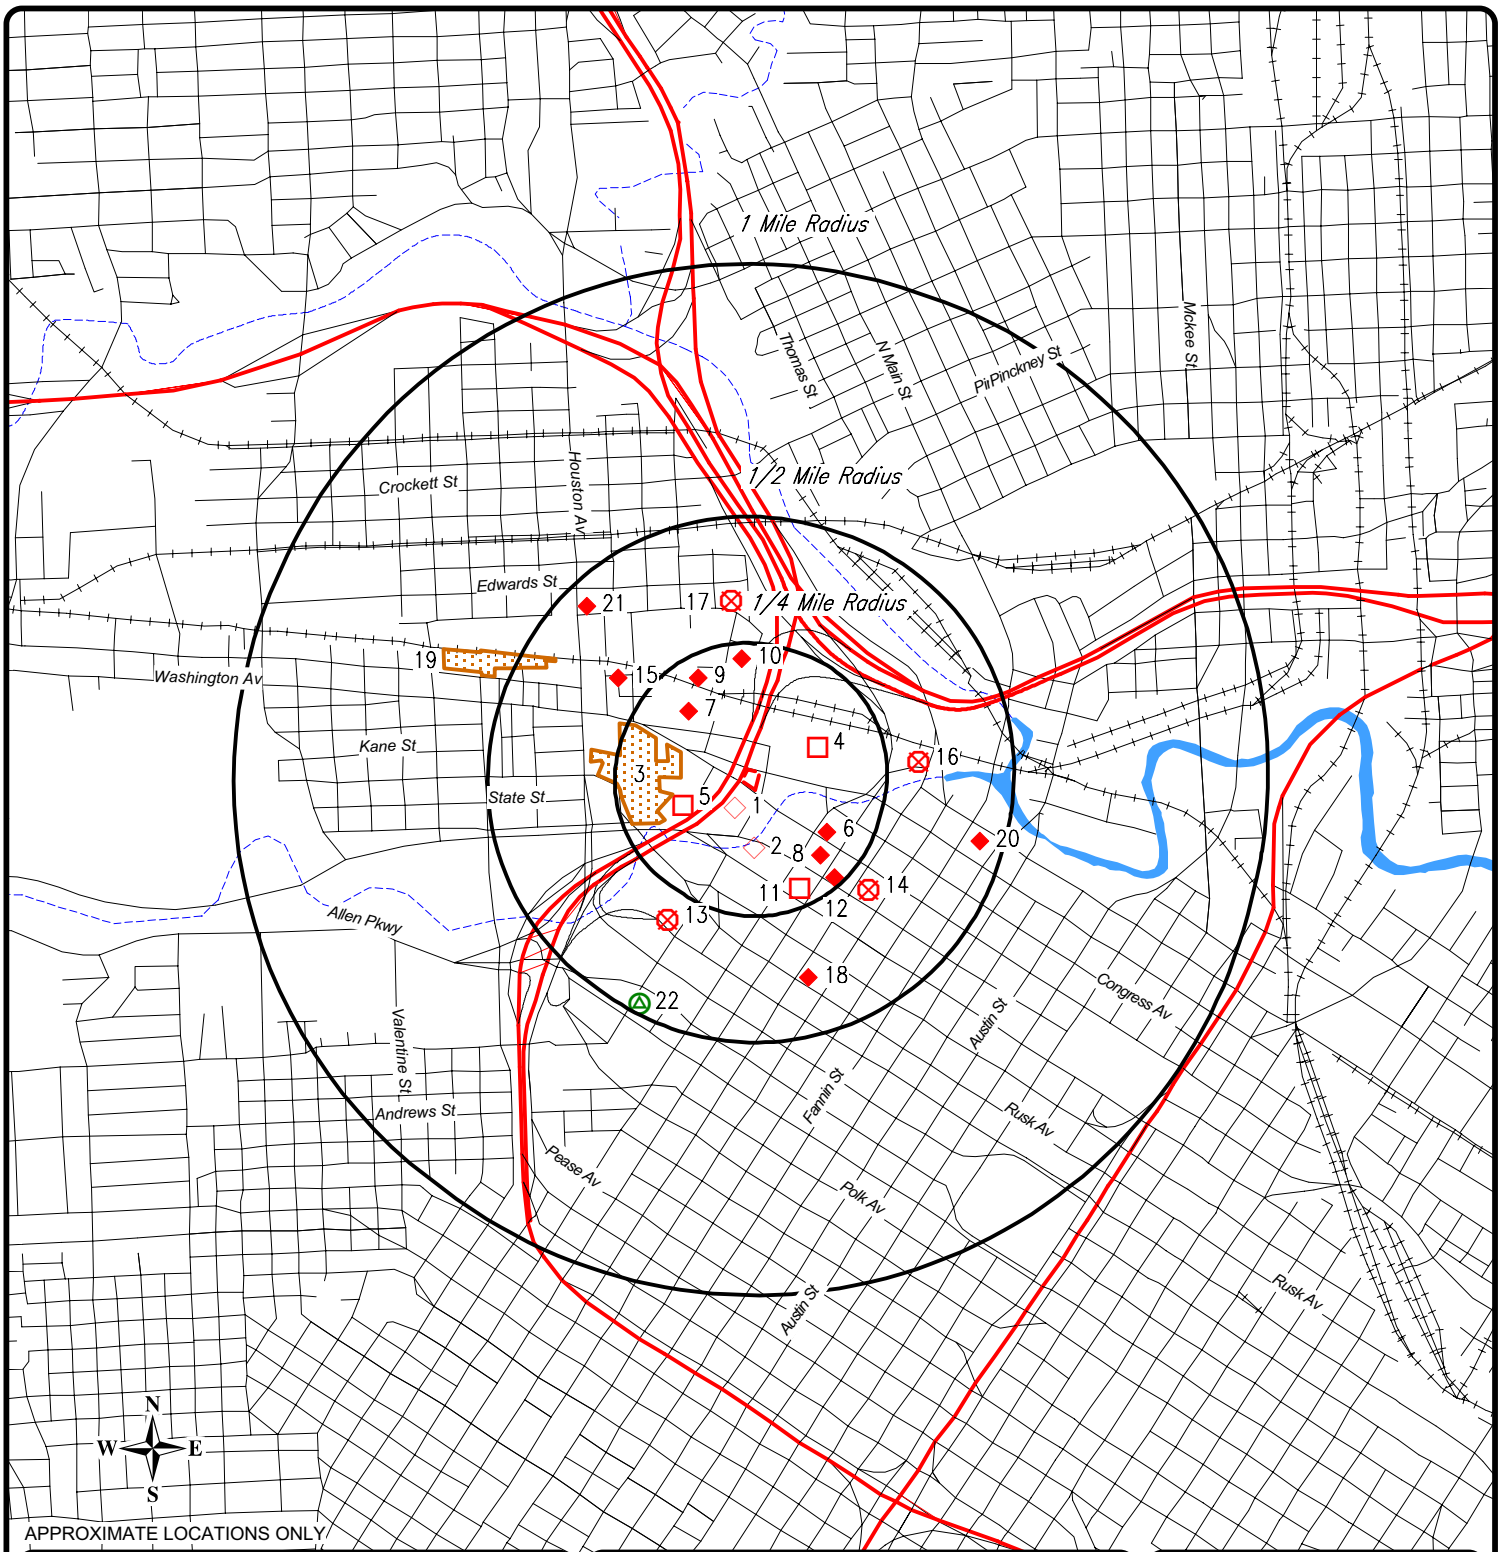 1 Mile Radius
Mckee St
Thomas St
N Main St
PirPinckney St
Crockett St
Houston Av
1/2 Mile Radius
Edwards St
21
17
1/4 Mile Radius
19
10
Washington Av
15
9
7
Kane St
4
3
16
State St
5
1
6
2
8
20
11
14
12
Allen Pkwy
13
18
22
Congress Av
Valentine St
Austin St
Andrews St
Fannin St
Rusk Av
Pease Av
Polk Av
Austin St
Rusk Av
N
W E
S
APPROXIMATE LOCATIONS ONLY